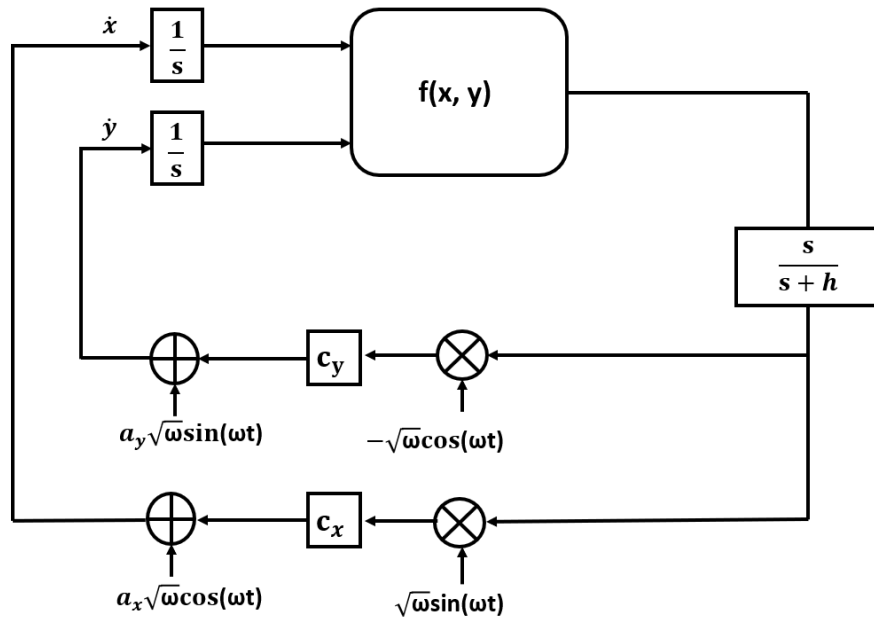 ẋ
1
s
f(x, y)
ẏ
1
s
s
s + h
c_y
a_y√ω sin(ωt)
−√ω cos(ωt)
c_x
a_x√ω cos(ωt)
√ω sin(ωt)